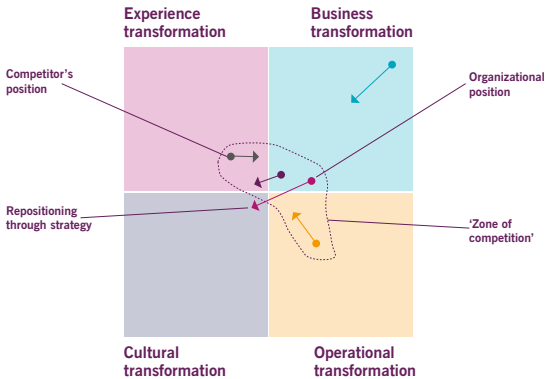 Experience
transformation
Business
transformation
Competitor's
position
Organizational
position
Repositioning
through strategy
'Zone of
competition'
Cultural
transformation
Operational
transformation